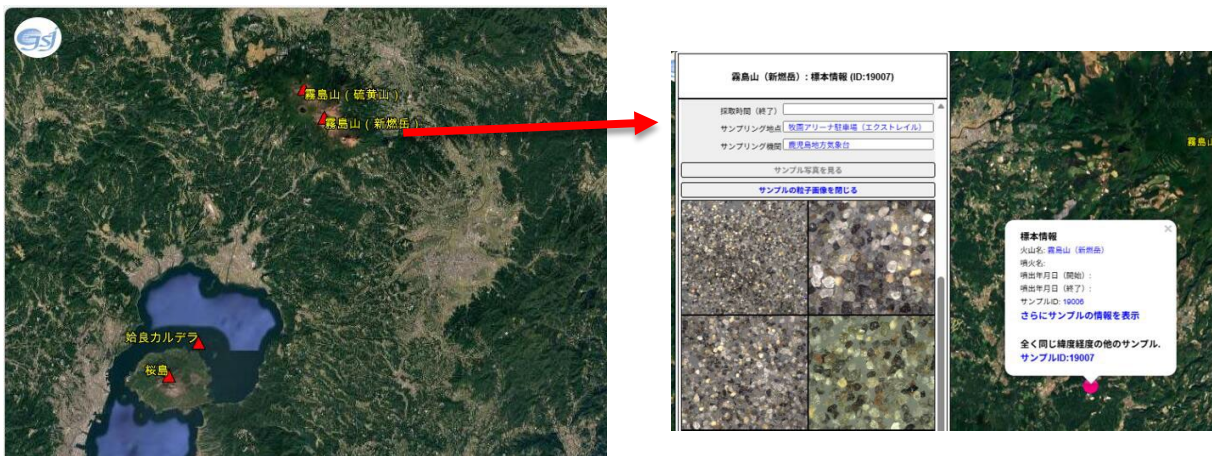 GSJ
霧島山（硫黄山）
霧島山（新燃岳）
姶良カルデラ
桜島
霧島山（新燃岳）: 標本情報 (ID:19007)
採取時間（終了）
サンプリング地点 牧園アリーナ駐車場（エクストレイル）
サンプリング機関 鹿児島地方気象台
サンプル写真を見る
サンプルの粒子画像を閉じる
霧島山
標本情報
火山名: 霧島山（新燃岳）
噴火名:
噴出年月日（開始）:
噴出年月日（終了）:
サンプルID: 19006
さらにサンプルの情報を表示
全く同じ緯度経度の他のサンプル.
サンプルID:19007